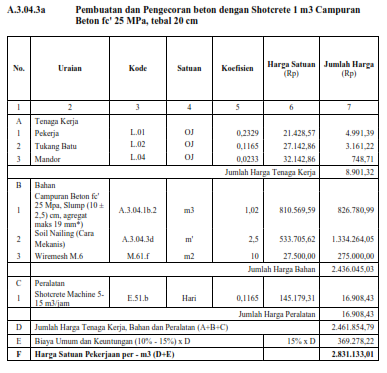 A.3.04.3a Pembuatan dan Pengecoran beton dengan Shotcrete 1 m3 Campuran
Beton fc' 25 MPa, tebal 20 cm
No. Uraian Kode Satuan Koefisien Harga Satuan (Rp) Jumlah Harga (Rp)
1 2 3 4 5 6 7
A Tenaga Kerja
1 Pekerja L.01 OJ 0,2329 21.428,57 4.991,39
2 Tukang Batu L.02 OJ 0,1165 27.142,86 3.161,22
3 Mandor L.04 OJ 0,0233 32.142,86 748,71
Jumlah Harga Tenaga Kerja 8.901,32
B Bahan
1 Campuran Beton fc'
25 Mpa, Slump (10 ±
2,5) cm, agregat
maks 19 mm*) A.3.04.1b.2 m3 1,02 810.569,59 826.780,99
2 Soil Nailing (Cara
Mekanis) A.3.04.3d m' 2,5 533.705,62 1.334.264,05
3 Wiremesh M.6 M.61.f m2 10 27.500,00 275.000,00
Jumlah Harga Bahan 2.436.045,03
C Peralatan
1 Shotcrete Machine 5-
15 m3/jam E.51.b Hari 0,1165 145.179,31 16.908,43
Jumlah Harga Peralatan 16.908,43
D Jumlah Harga Tenaga Kerja, Bahan dan Peralatan (A+B+C) 2.461.854,79
E Biaya Umum dan Keuntungan (10% - 15%) x D 15% x D 369.278,22
F Harga Satuan Pekerjaan per - m3 (D+E) 2.831.133,01